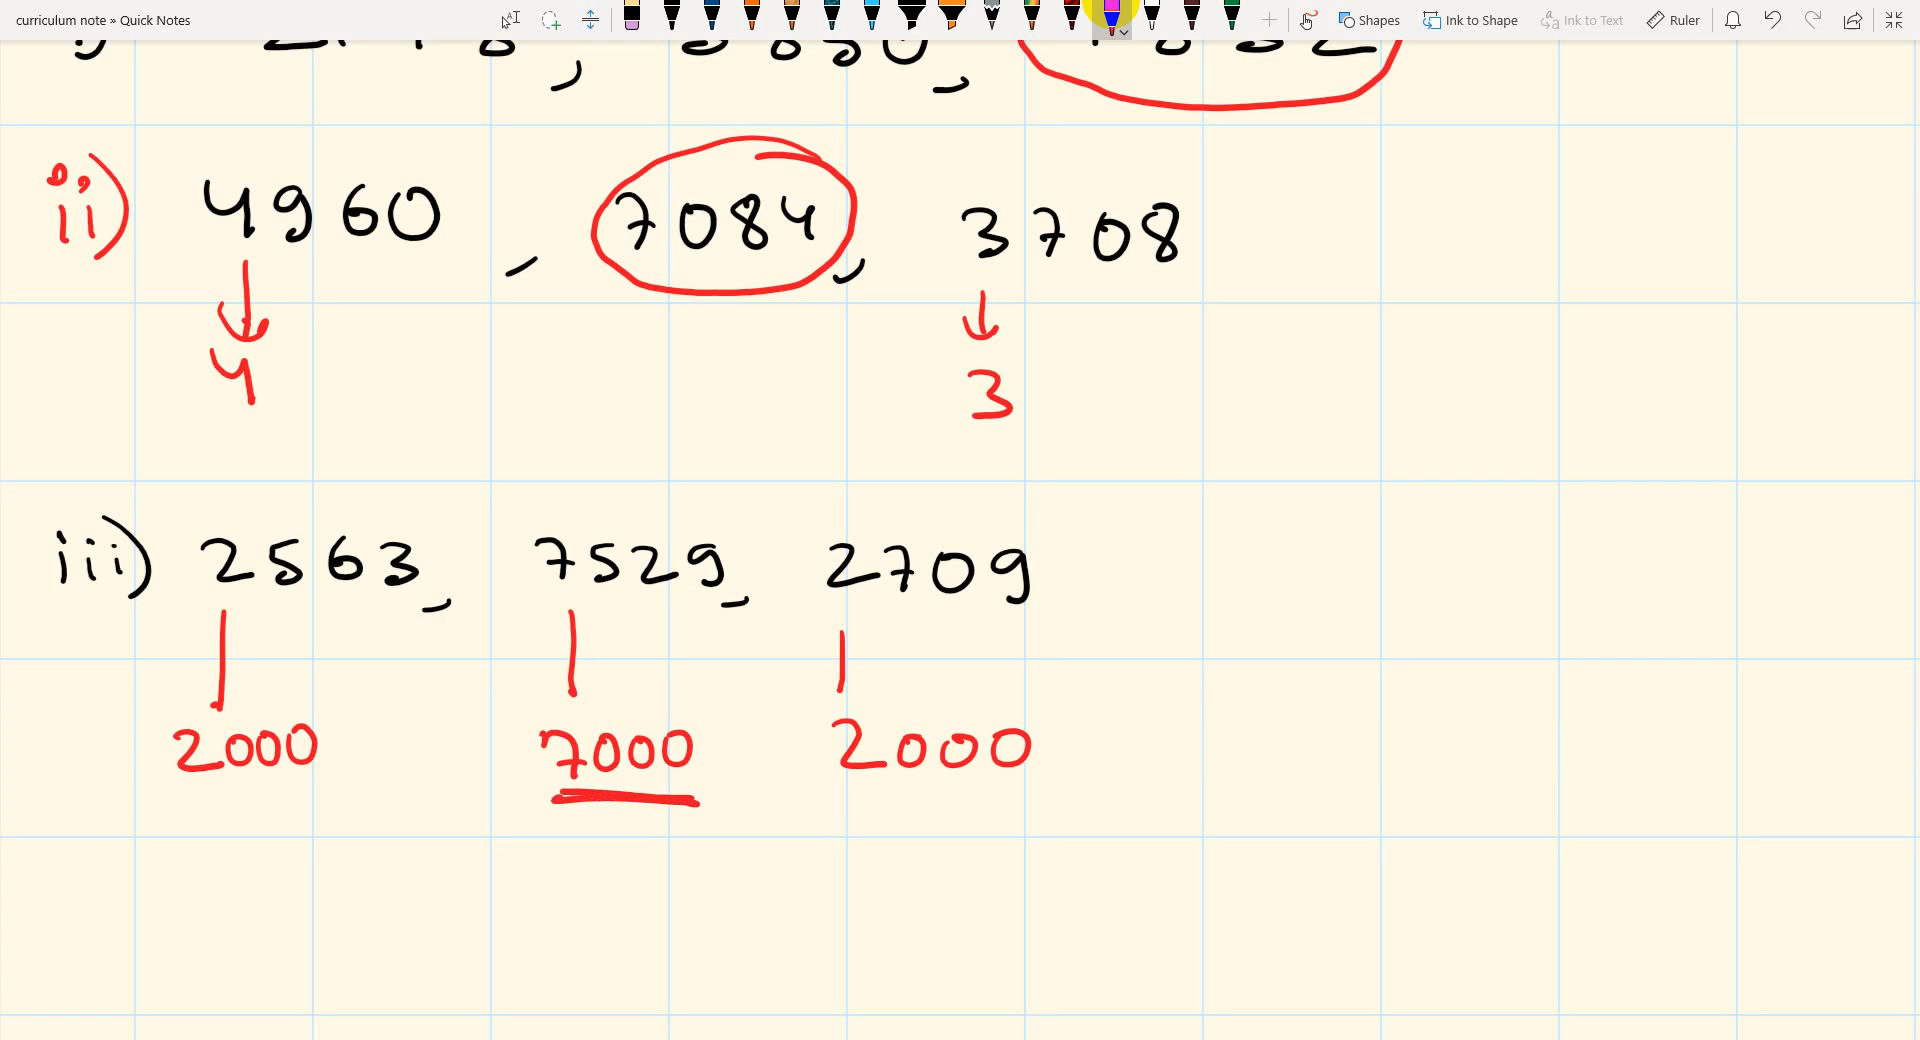 curriculum note » Quick Notes Shapes Ink to Shape Ink to Text Ruler
ii) 4960, 7084, 3708
4 3
iii) 2563, 7529, 2709
2000 7000 2000